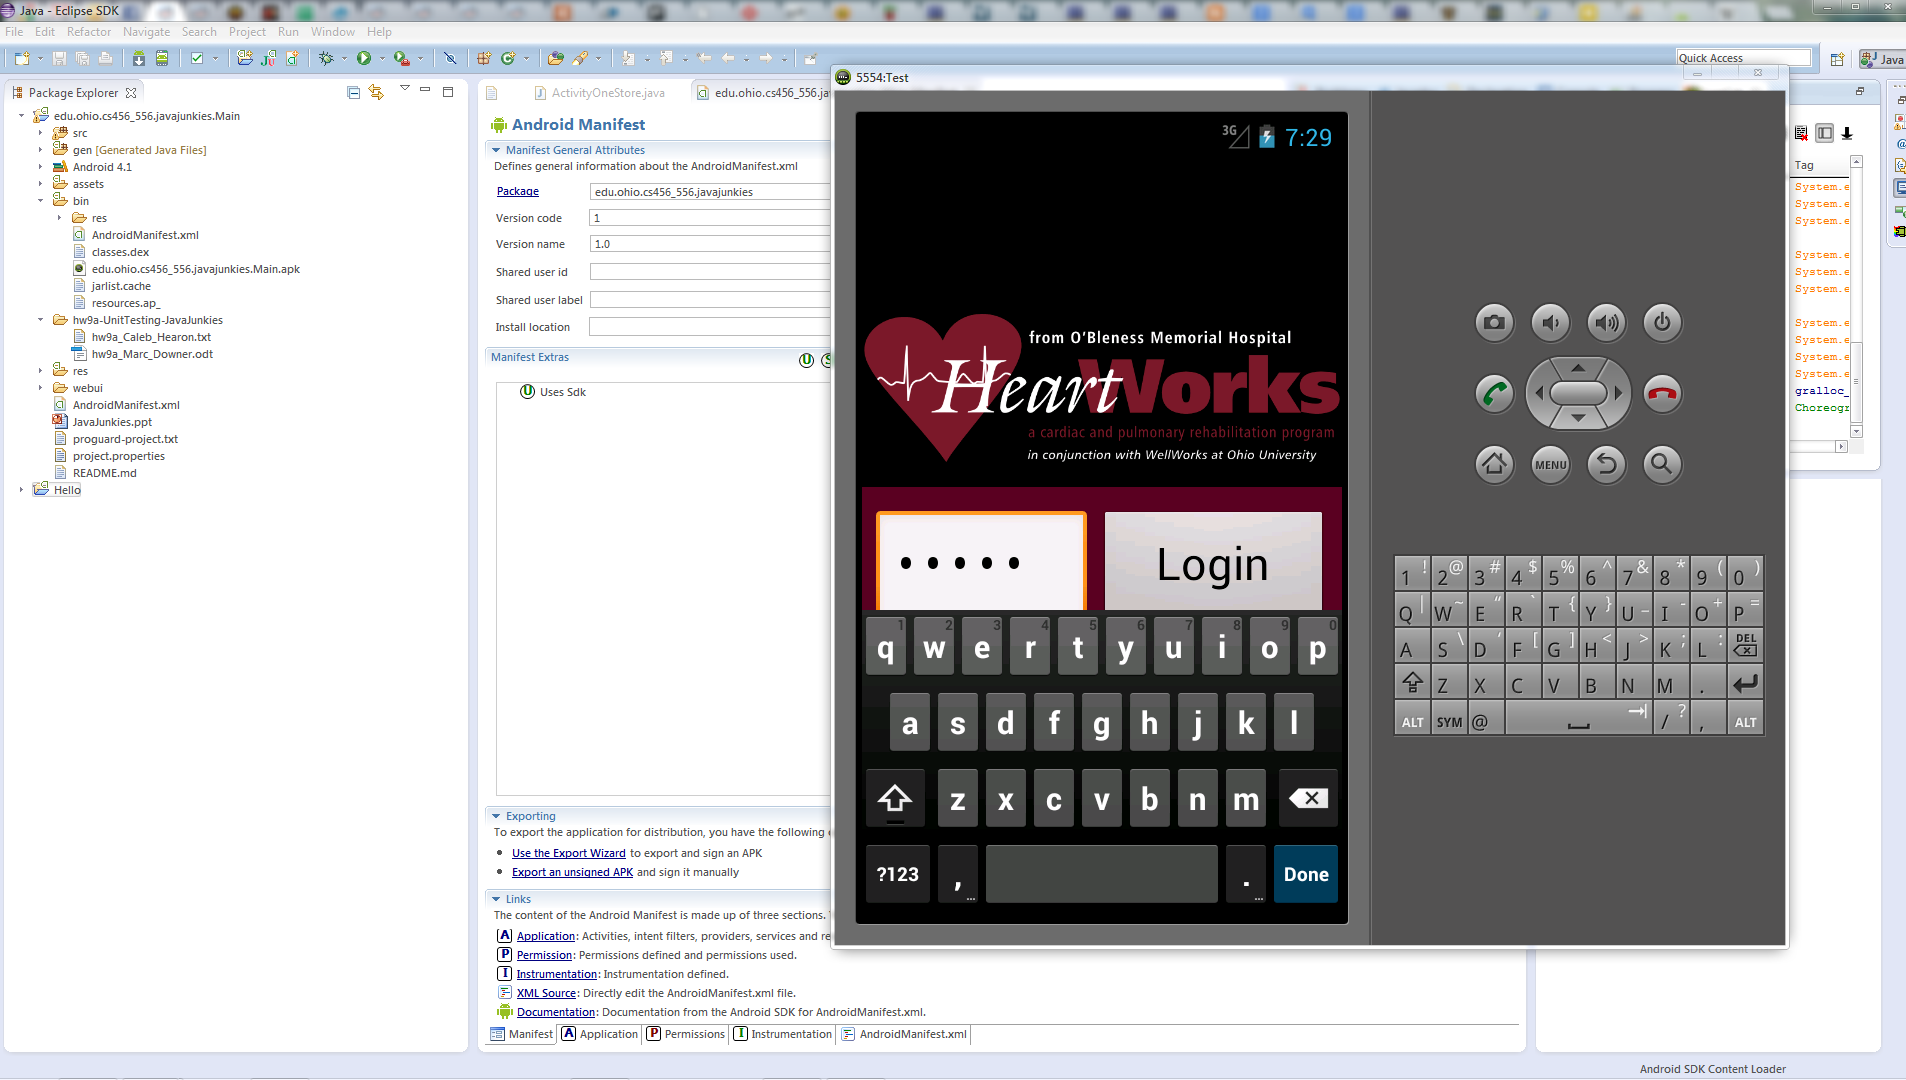 Java - Eclipse SDK
File Edit Refactor Navigate Search Project Run Window Help
Quick Access
Java
Package Explorer
edu.ohio.cs456_556.javajunkies.Main
src
gen [Generated Java Files]
Android 4.1
assets
bin
res
AndroidManifest.xml
classes.dex
edu.ohio.cs456_556.javajunkies.Main.apk
jarlist.cache
resources.ap_
hw9a-UnitTesting-JavaJunkies
hw9a_Caleb_Hearon.txt
hw9a_Marc_Downer.odt
res
webui
AndroidManifest.xml
JavaJunkies.ppt
proguard-project.txt
project.properties
README.md
Hello
ActivityOneStore.java
edu.ohio.cs456_556.ja
Android Manifest
Manifest General Attributes
Defines general information about the AndroidManifest.xml
Package edu.ohio.cs456_556.javajunkies
Version code 1
Version name 1.0
Shared user id
Shared user label
Install location
Manifest Extras
U
U Uses Sdk
Exporting
To export the application for distribution, you have the following
Use the Export Wizard to export and sign an APK
Export an unsigned APK and sign it manually
Links
The content of the Android Manifest is made up of three sections.
A Application: Activities, intent filters, providers, services and re
P Permission: Permissions defined and permissions used.
I Instrumentation: Instrumentation defined.
XML Source: Directly edit the AndroidManifest.xml file.
Documentation: Documentation from the Android SDK for AndroidManifest.xml.
Manifest A Application P Permissions I Instrumentation AndroidManifest.xml
5554:Test
3G 7:29
from O'Bleness Memorial Hospital
HeartWorks
a cardiac and pulmonary rehabilitation program
in conjunction with WellWorks at Ohio University
•••••
Login
q1 w2 e3 r4 t5 y6 u7 i8 o9 p0
a s d f g h j k l
z x c v b n m
?123 , ... . ... Done
MENU
1! 2@ 3# 4$ 5% 6^ 7& 8* 9( 0)
Q| W~ E“ R` T{ Y} U_ I- O+ P=
A S\ D' F[ G] H< J> K; L: DEL
Z X C V B N M .
ALT SYM @ /? , ALT
Tag
System.e
System.e
System.e
System.e
System.e
System.e
System.e
System.e
System.e
System.e
gralloc_
Choreogr
Android SDK Content Loader